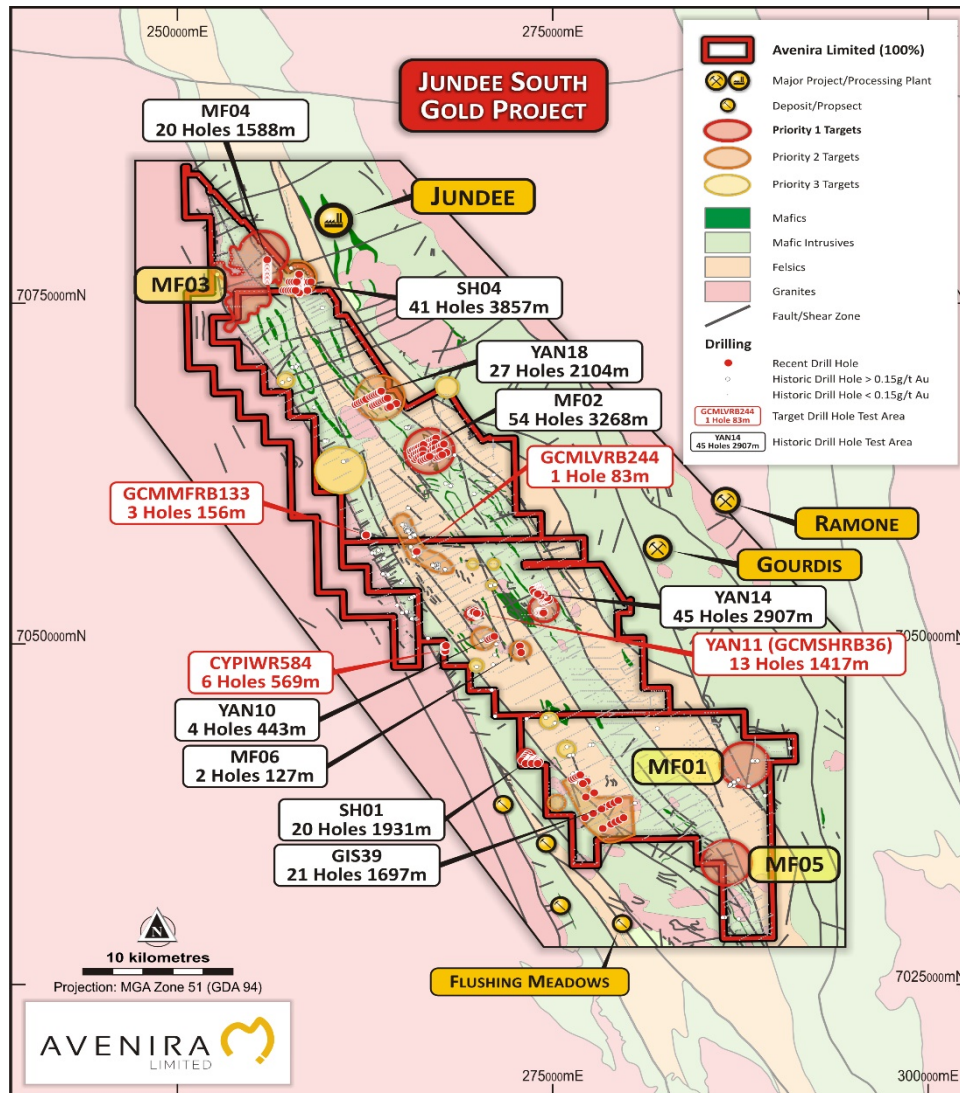 250000mE
275000mE
JUNDEE SOUTH
GOLD PROJECT
Avenira Limited (100%)
Major Project/Processing Plant
Deposit/Propsect
Priority 1 Targets
Priority 2 Targets
Priority 3 Targets
Mafics
Mafic Intrusives
Felsics
Granites
Fault/Shear Zone
Drilling
Recent Drill Hole
Historic Drill Hole > 0.15g/t Au
Historic Drill Hole < 0.15g/t Au
GCMLVRB244
1 Hole 83m
Target Drill Hole Test Area
YAN14
45 Holes 2907m
Historic Drill Hole Test Area
MF04
20 Holes 1588m
JUNDEE
MF03
7075000mN
7075000mN
SH04
41 Holes 3857m
YAN18
27 Holes 2104m
MF02
54 Holes 3268m
GCMLVRB244
1 Hole 83m
GCMMFRB133
3 Holes 156m
RAMONE
GOURDIS
YAN14
45 Holes 2907m
7050000mN
7050000mN
YAN11 (GCMSHRB36)
13 Holes 1417m
CYPIWR584
6 Holes 569m
YAN10
4 Holes 443m
MF06
2 Holes 127m
MF01
SH01
20 Holes 1931m
GIS39
21 Holes 1697m
MF05
N
10 kilometres
Projection: MGA Zone 51 (GDA 94)
FLUSHING MEADOWS
7025000mN
AVENIRA
LIMITED
275000mE
300000mE